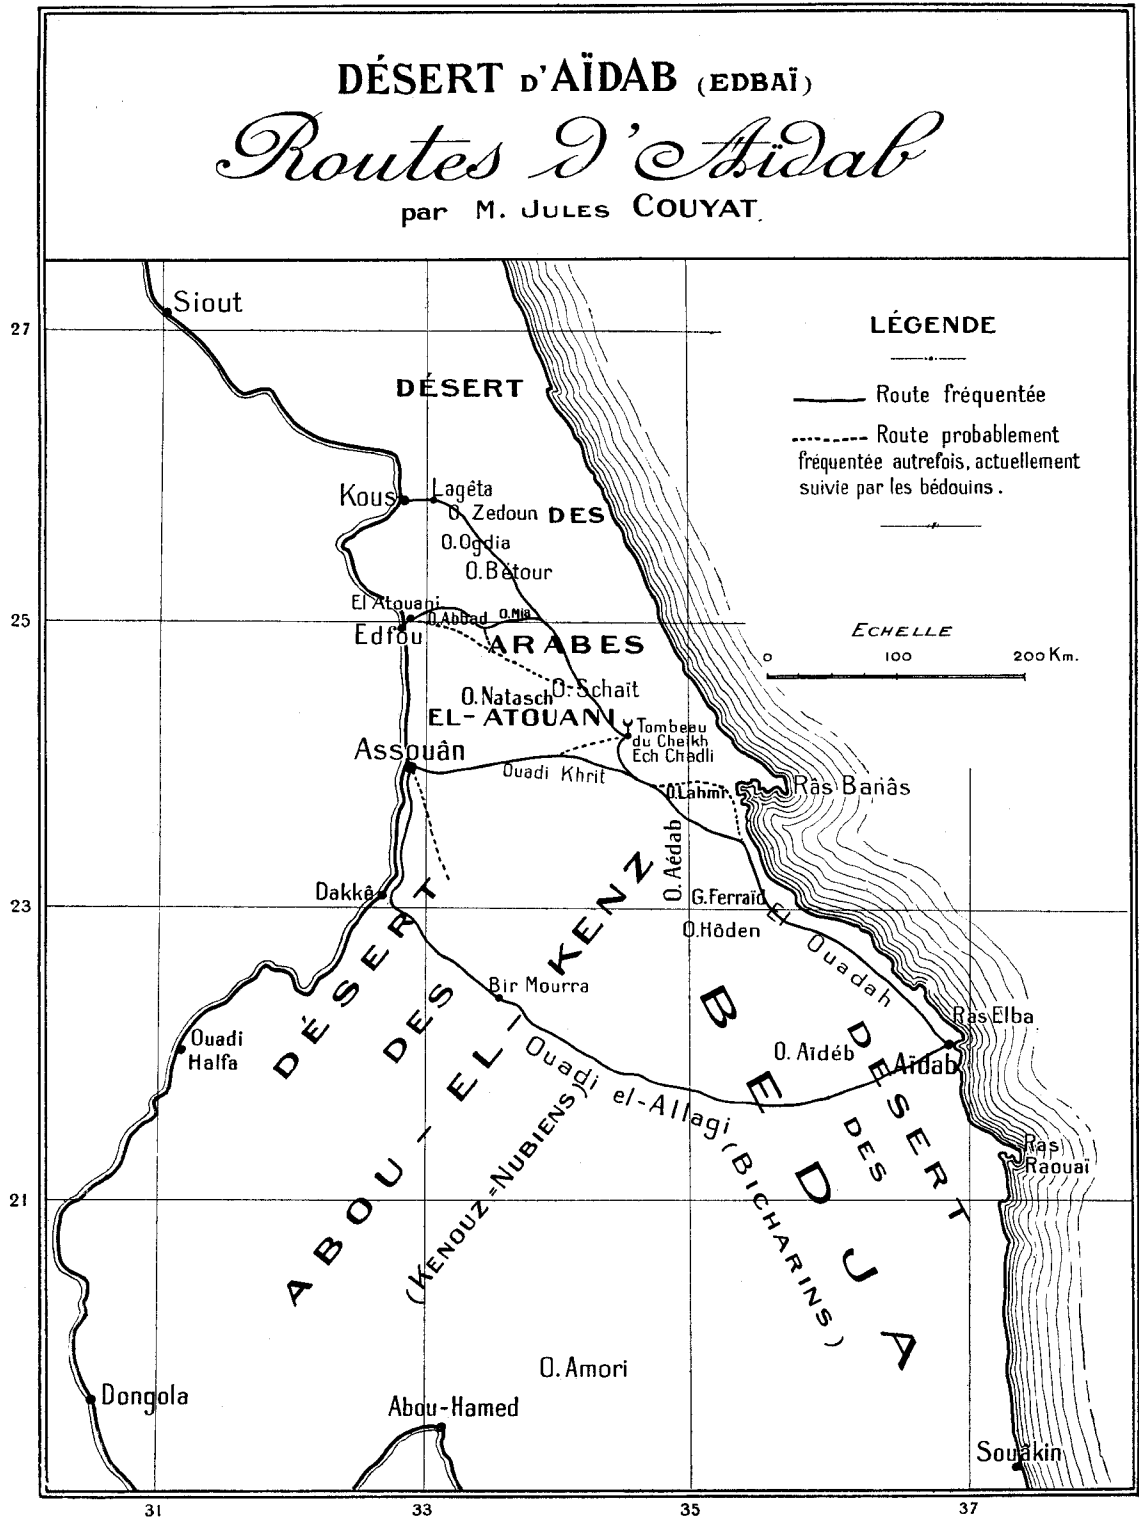 DÉSERT D'AÏDAB (EDBAÏ)
Routes d'Aïdab
par M. JULES COUYAT.
LÉGENDE
Route fréquentée
Route probablement
fréquentée autrefois, actuellement
suivie par les bédouins.
ECHELLE
0 100 200 Km.
27
25
23
21
31 33 35 37
Siout
DÉSERT
DES
ARABES
EL-ATOUANI
Kous
Lagêta
O. Zedoun
O. Ogdia
O. Bétour
El Atouani
O. Abbad
O. Mia
Edfou
O. Natasch
O. Schaït
Tombeau
du Cheikh
Ech Chadli
Assouân
Ouadi Khrit
O. Lahmi
Râs Banâs
O. Aédab
Dakkê
G. Ferraïd
O. Hôden
El Ouadah
Bir Mourra
Ouadi
Halfa
Ras Elba
O. Aïdéb
Aïdab
Ouadi el-Allagi
DÉSERT
DES
ABOU-EL-KENZ
(KENOUZ=NUBIENS)
DÉSERT
DES
BEDJA
(BICHARINS)
Ras
Raouaï
O. Amori
Dongola
Abou-Hamed
Souâkin